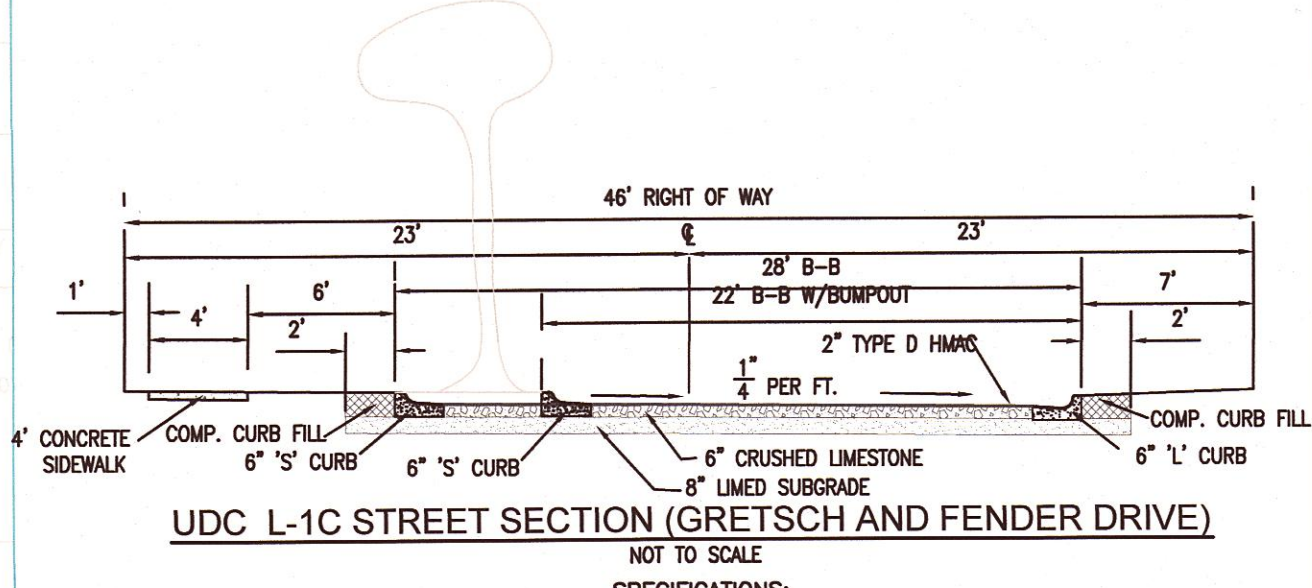 46' RIGHT OF WAY
23'
℄
23'
28' B-B
1'
6'
22' B-B W/BUMPOUT
7'
4'
2'
2'
2" TYPE D HMAC
1"
4 PER FT.
4' CONCRETE
SIDEWALK
COMP. CURB FILL
COMP. CURB FILL
6" 'S' CURB
6" 'S' CURB
6" CRUSHED LIMESTONE
6" 'L' CURB
8" LIMED SUBGRADE
UDC L-1C STREET SECTION (GRETSCH AND FENDER DRIVE)
NOT TO SCALE
SPECIFICATIONS: